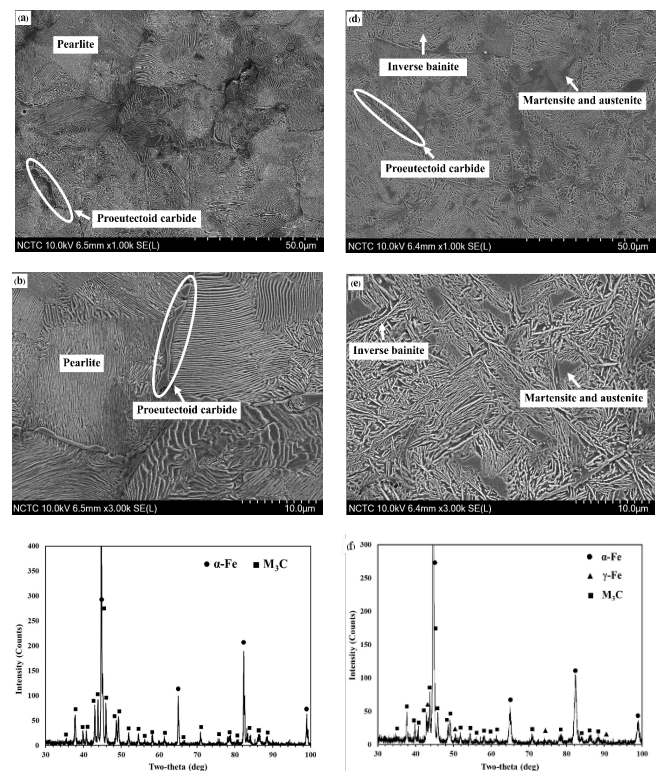 (a)
Pearlite
Proeutectoid carbide
NCTC 10.0kV 6.5mm x1.00k SE(L)
50.0μm
(d)
Inverse bainite
Martensite and austenite
Proeutectoid carbide
NCTC 10.0kV 6.4mm x1.00k SE(L)
50.0μm
(b)
Pearlite
Proeutectoid carbide
NCTC 10.0kV 6.5mm x3.00k SE(L)
10.0μm
(e)
Inverse bainite
Martensite and austenite
NCTC 10.0kV 6.4mm x3.00k SE(L)
10.0μm
α-Fe M₃C
Intensity (Counts)
400
350
300
250
200
150
100
50
0
30 40 50 60 70 80 90 100
Two-theta (deg)
(f)
α-Fe
γ-Fe
M₃C
Intensity (Counts)
300
250
200
150
100
50
0
30 40 50 60 70 80 90 100
Two-theta (deg)